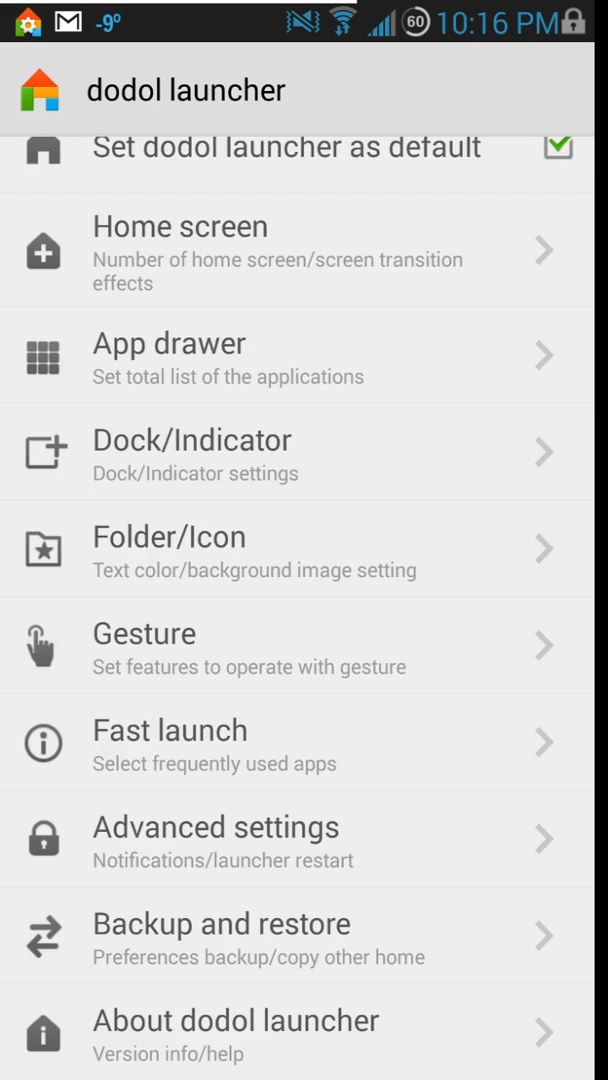 -9° 60 10:16 PM
dodol launcher
Set dodol launcher as default
Home screen
Number of home screen/screen transition
effects
App drawer
Set total list of the applications
Dock/Indicator
Dock/Indicator settings
Folder/Icon
Text color/background image setting
Gesture
Set features to operate with gesture
Fast launch
Select frequently used apps
Advanced settings
Notifications/launcher restart
Backup and restore
Preferences backup/copy other home
About dodol launcher
Version info/help